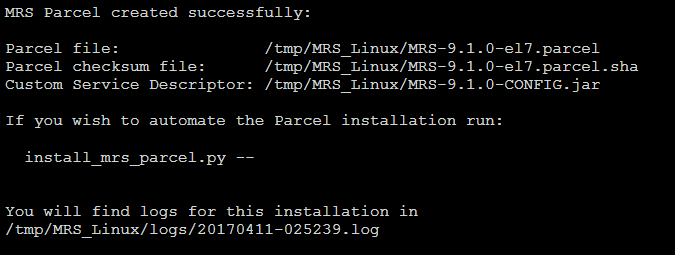 MRS Parcel created successfully:
Parcel file: /tmp/MRS_Linux/MRS-9.1.0-el7.parcel
Parcel checksum file: /tmp/MRS_Linux/MRS-9.1.0-el7.parcel.sha
Custom Service Descriptor: /tmp/MRS_Linux/MRS-9.1.0-CONFIG.jar
If you wish to automate the Parcel installation run:
install_mrs_parcel.py --
You will find logs for this installation in
/tmp/MRS_Linux/logs/20170411-025239.log